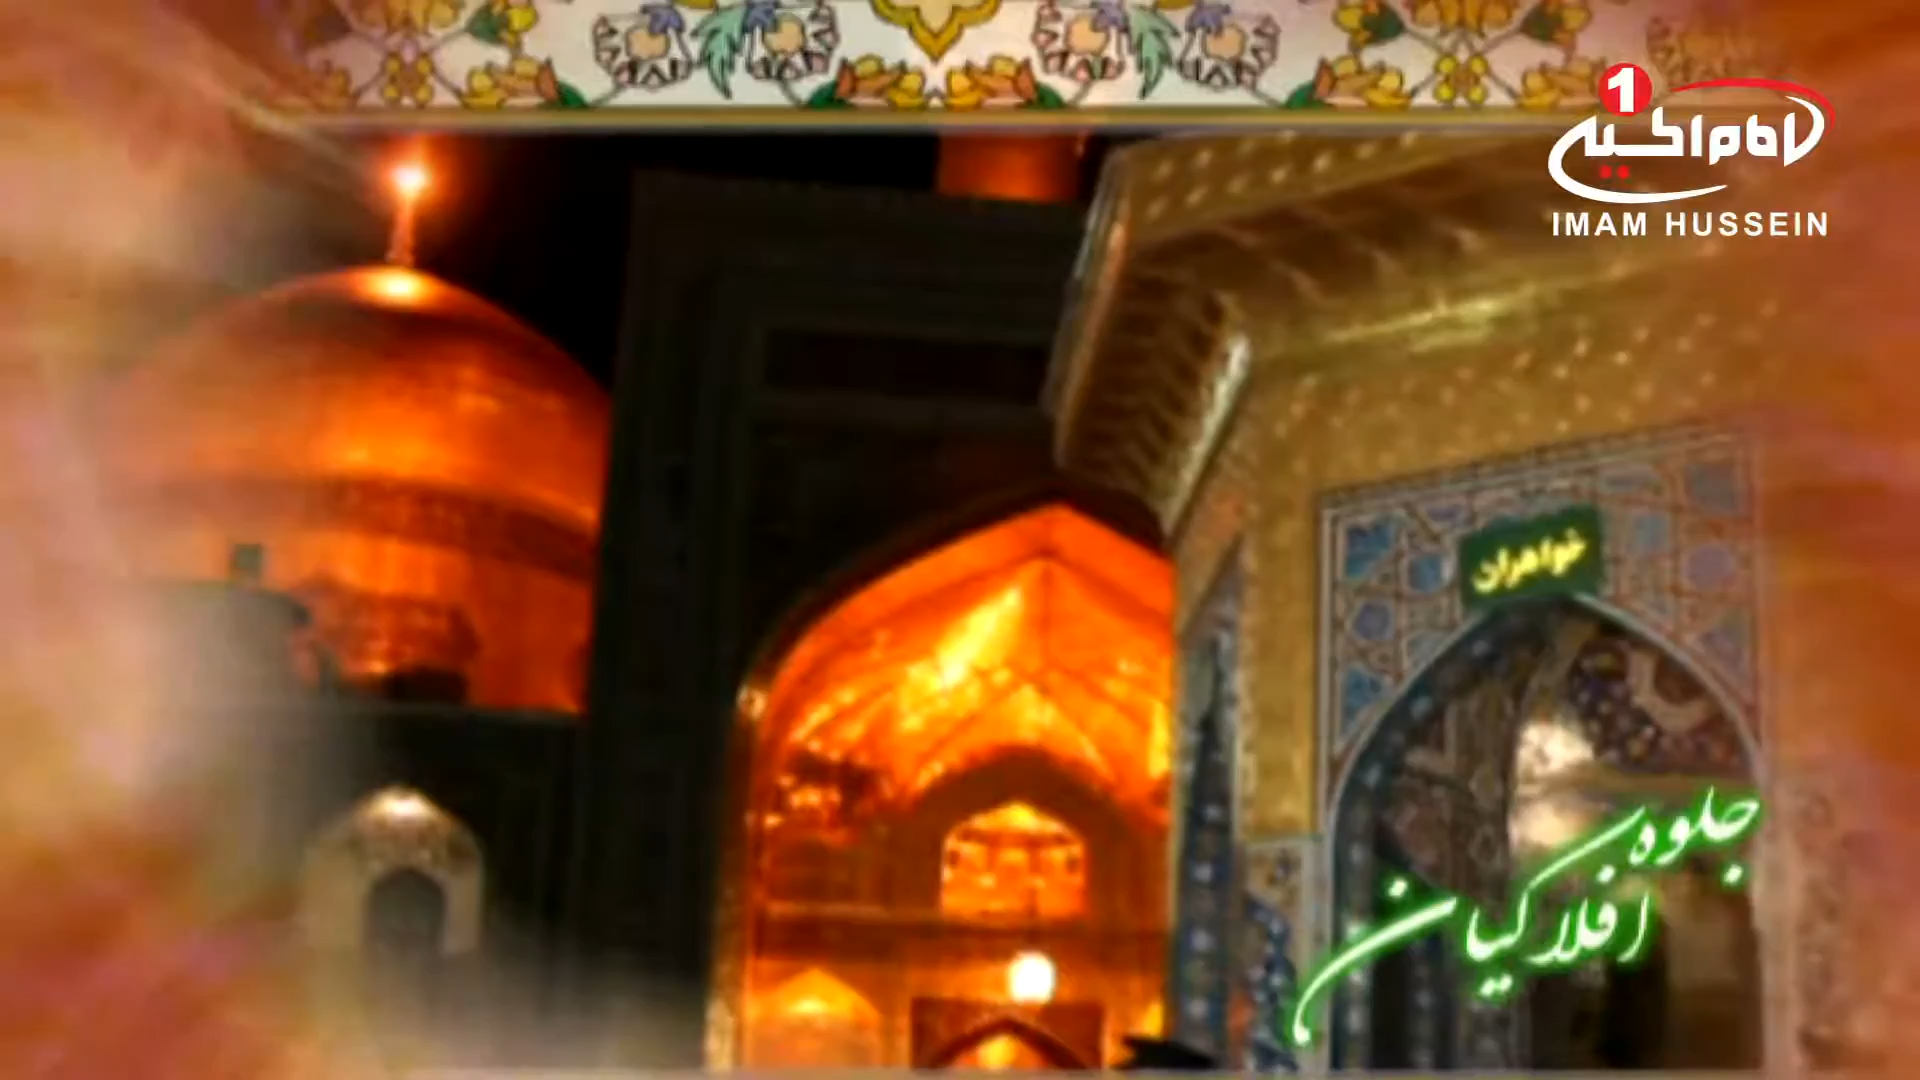 1
امام حسین
IMAM HUSSEIN
خواهران
جلوه
افلاکیان